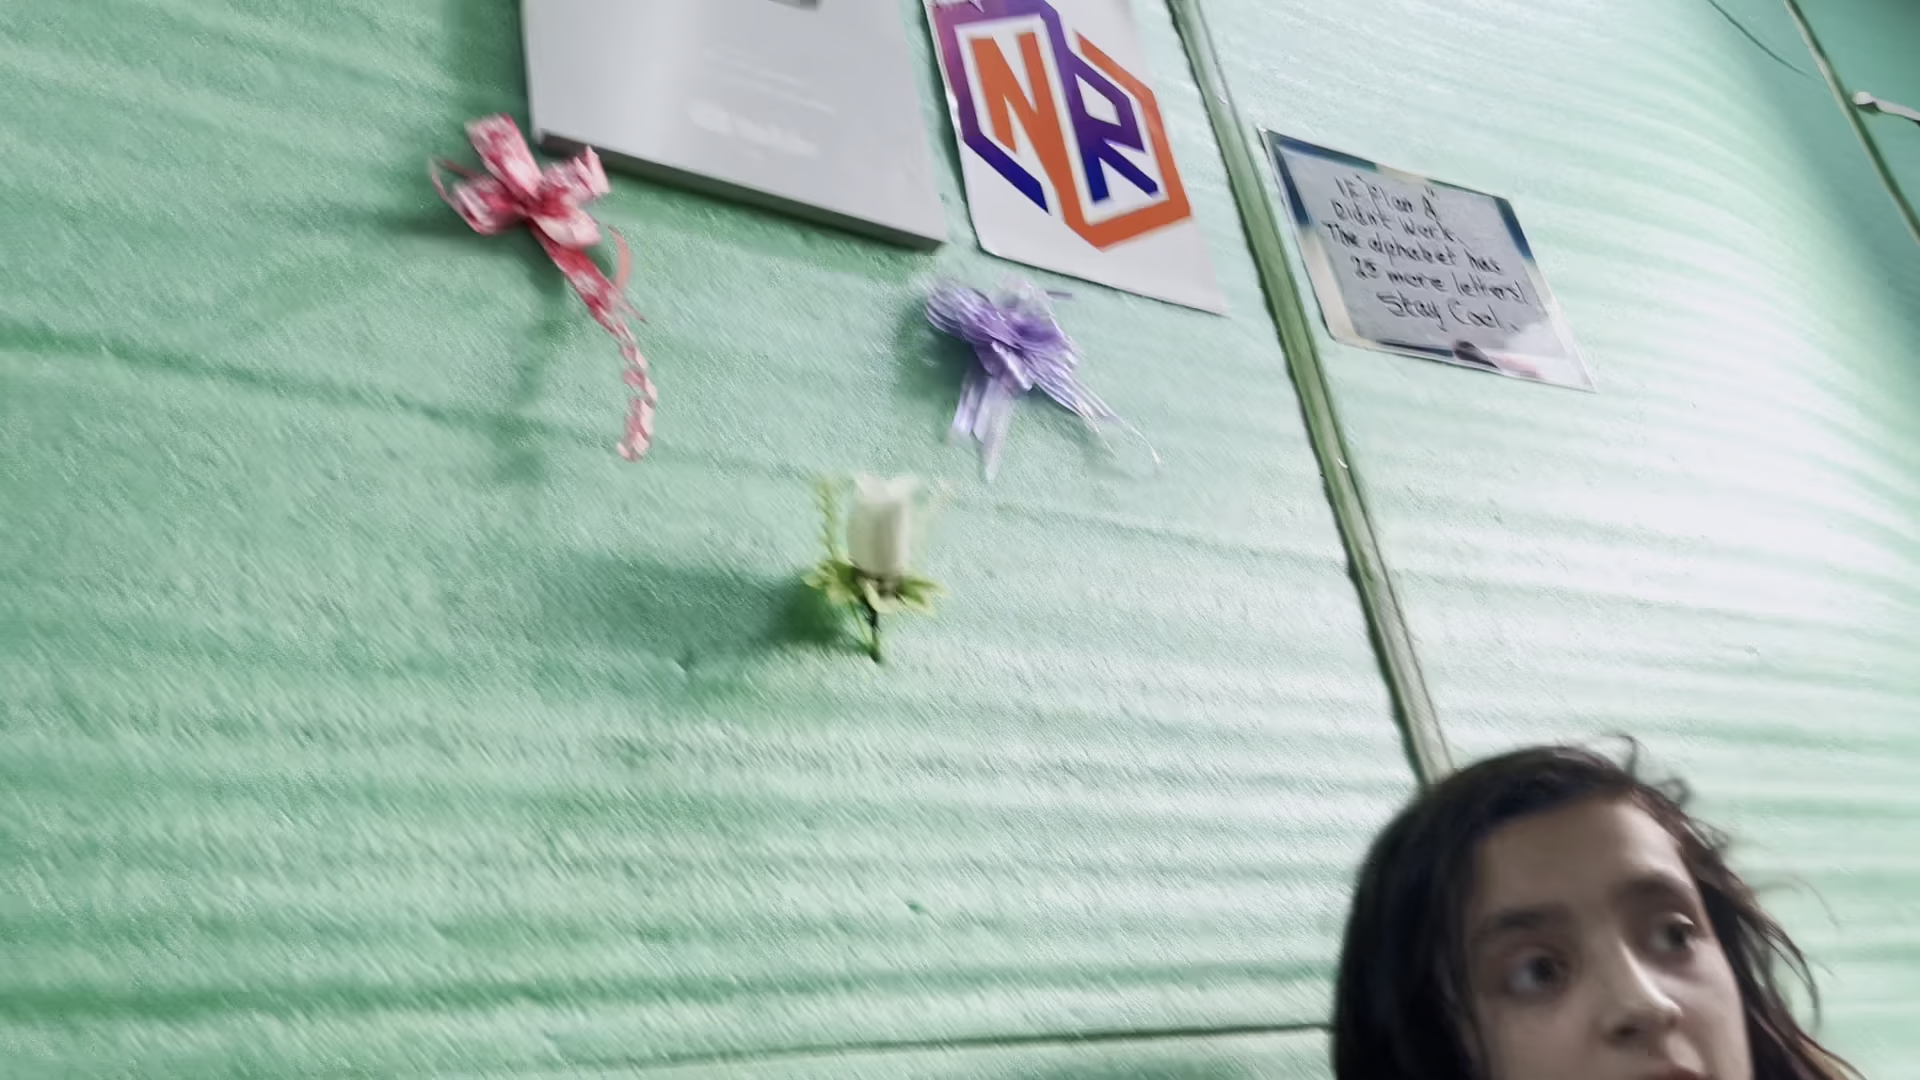 NR
IF "Plan A"
Didn't Work.
The alphabet has
25 more letters!
Stay Cool.